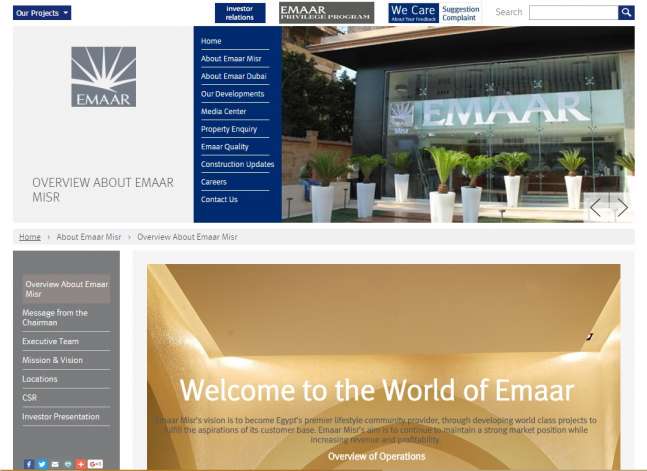 Our Projects
investor
relations
EMAAR
PRIVILEGE PROGRAM
We Care
About Your Feedback
Suggestion
Complaint
Search
EMAAR
OVERVIEW ABOUT EMAAR
MISR
Home
About Emaar Misr
About Emaar Dubai
Our Developments
Media Center
Property Enquiry
Emaar Quality
Construction Updates
Careers
Contact Us
EMAAR
Misr
Home > About Emaar Misr > Overview About Emaar Misr
Overview About Emaar
Misr
Message from the
Chairman
Executive Team
Mission & Vision
Locations
CSR
Investor Presentation
Welcome to the World of Emaar
Emaar Misr's vision is to become Egypt's premier lifestyle community provider, through developing world class projects to
fulfill the aspirations of its customer base. Emaar Misr's aim is to continue to maintain a strong market position while
increasing revenue and profitability.
Overview of Operations